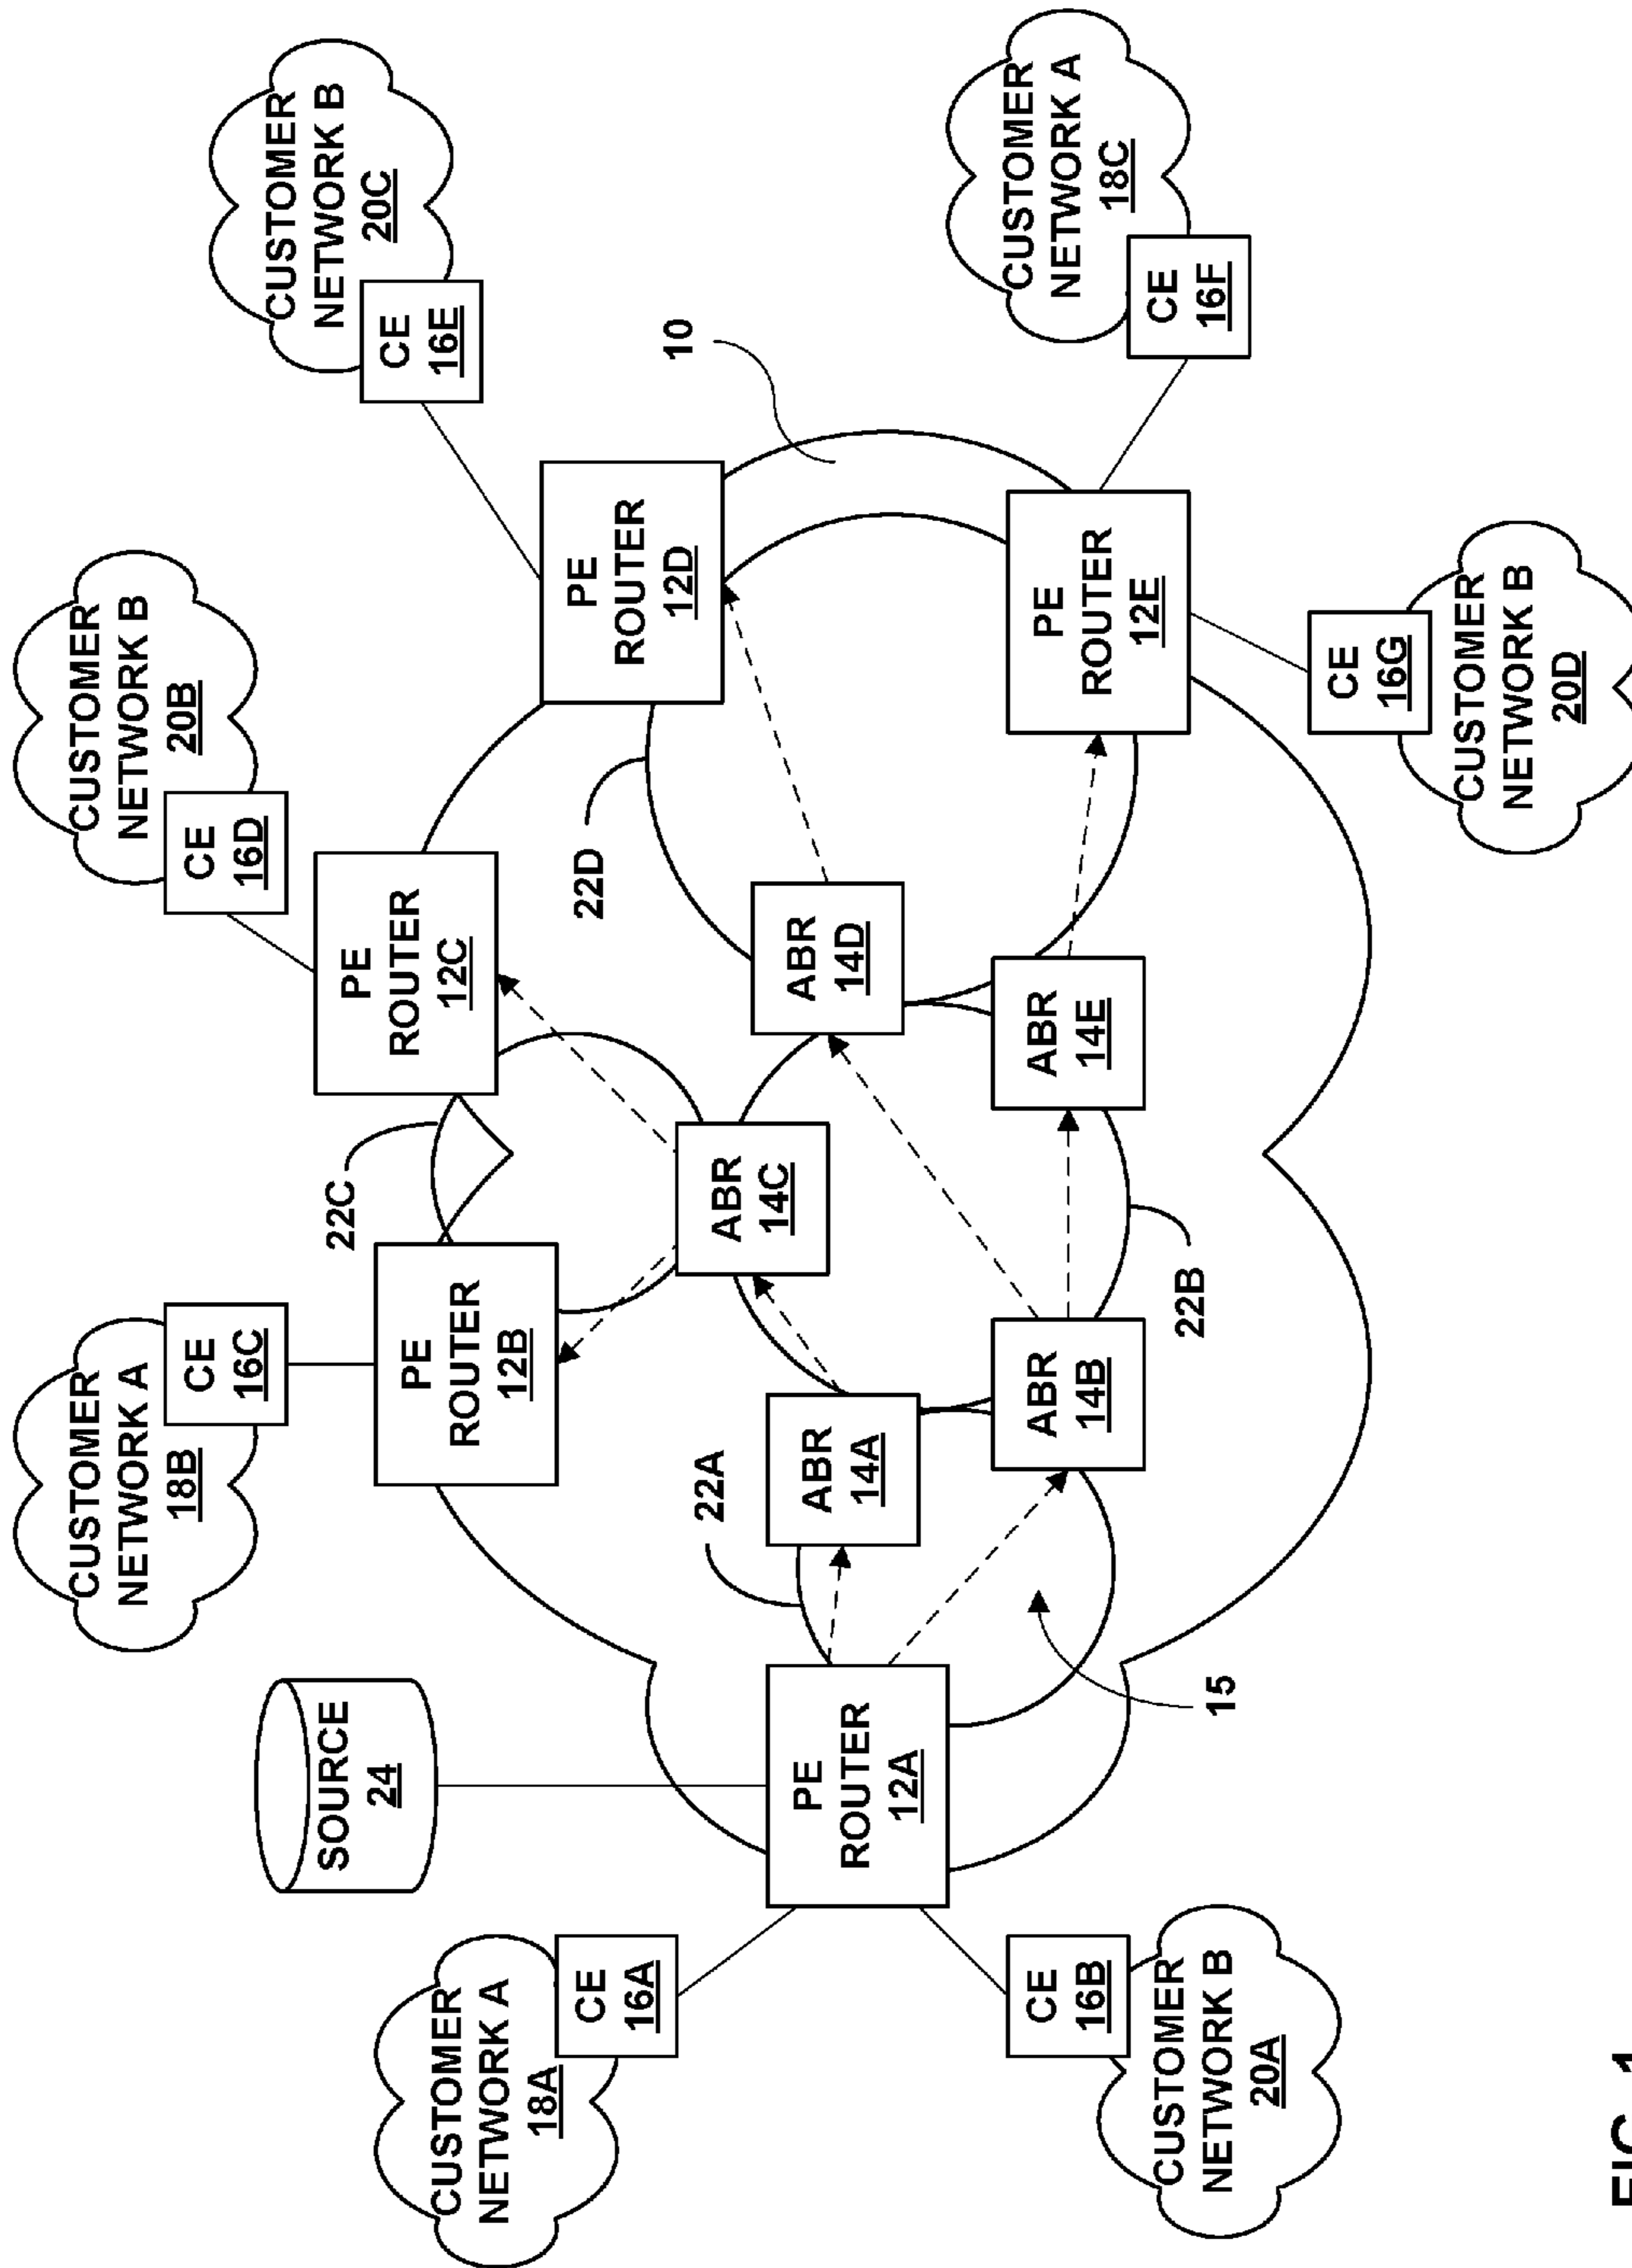 CUSTOMER
NETWORK A
18A
CE
16A
CUSTOMER
NETWORK B
20A
CE
16B
SOURCE
24
PE
ROUTER
12A
15
22A
ABR
14A
ABR
14B
22B
CUSTOMER
NETWORK A
18B
CE
16C
PE
ROUTER
12B
22C
ABR
14C
CUSTOMER
NETWORK B
20B
CE
16D
PE
ROUTER
12C
22D
ABR
14D
ABR
14E
PE
ROUTER
12D
PE
ROUTER
12E
10
CUSTOMER
NETWORK B
20C
CE
16E
CUSTOMER
NETWORK A
18C
CE
16F
CE
16G
CUSTOMER
NETWORK B
20D
FIG. 1